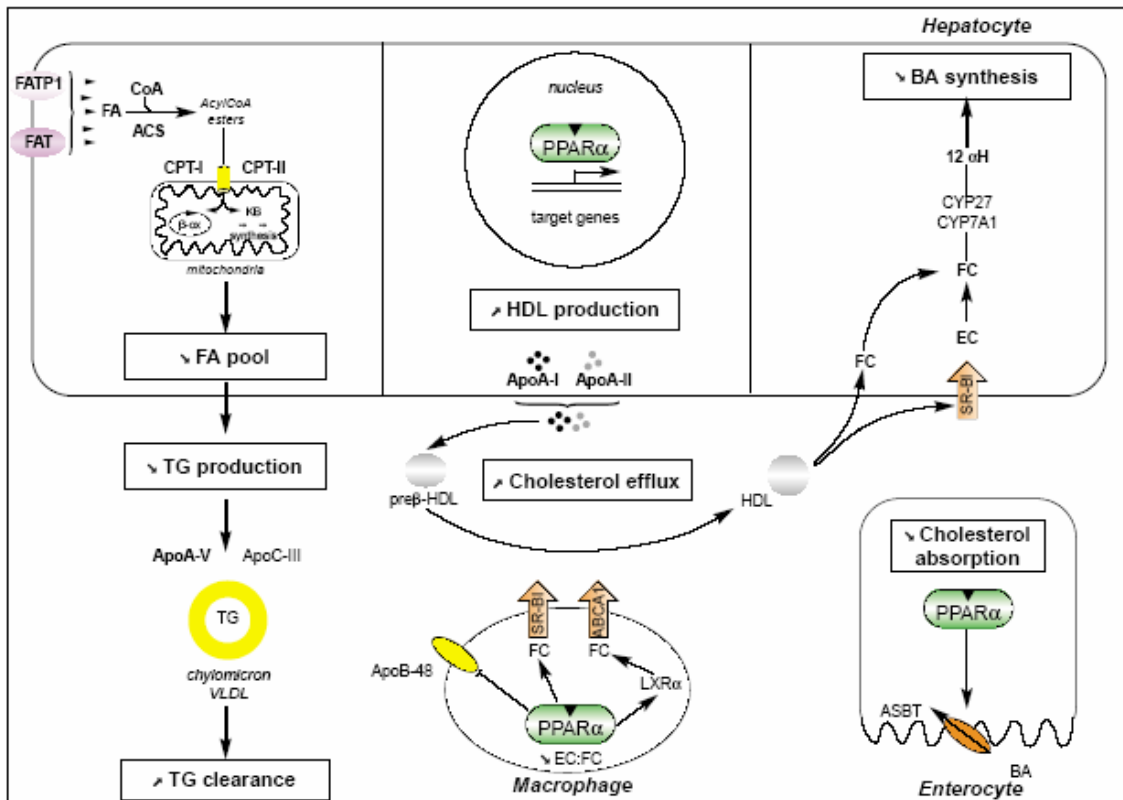 Hepatocyte
FATP1
FAT
FA
CoA
ACS
AcylCoA
esters
CPT-I
CPT-II
β-ox
KB
synthesis
mitochondria
↘ FA pool
↘ TG production
ApoA-V
ApoC-III
TG
chylomicron
VLDL
↗ TG clearance
nucleus
PPARα
target genes
↗ HDL production
ApoA-I
ApoA-II
preβ-HDL
↗ Cholesterol efflux
HDL
↘ BA synthesis
12 αH
CYP27
CYP7A1
FC
EC
FC
SR-BI
SR-BI
ABCA1
FC
FC
ApoB-48
LXRα
PPARα
↘ EC:FC
Macrophage
↘ Cholesterol
absorption
PPARα
ASBT
BA
Enterocyte